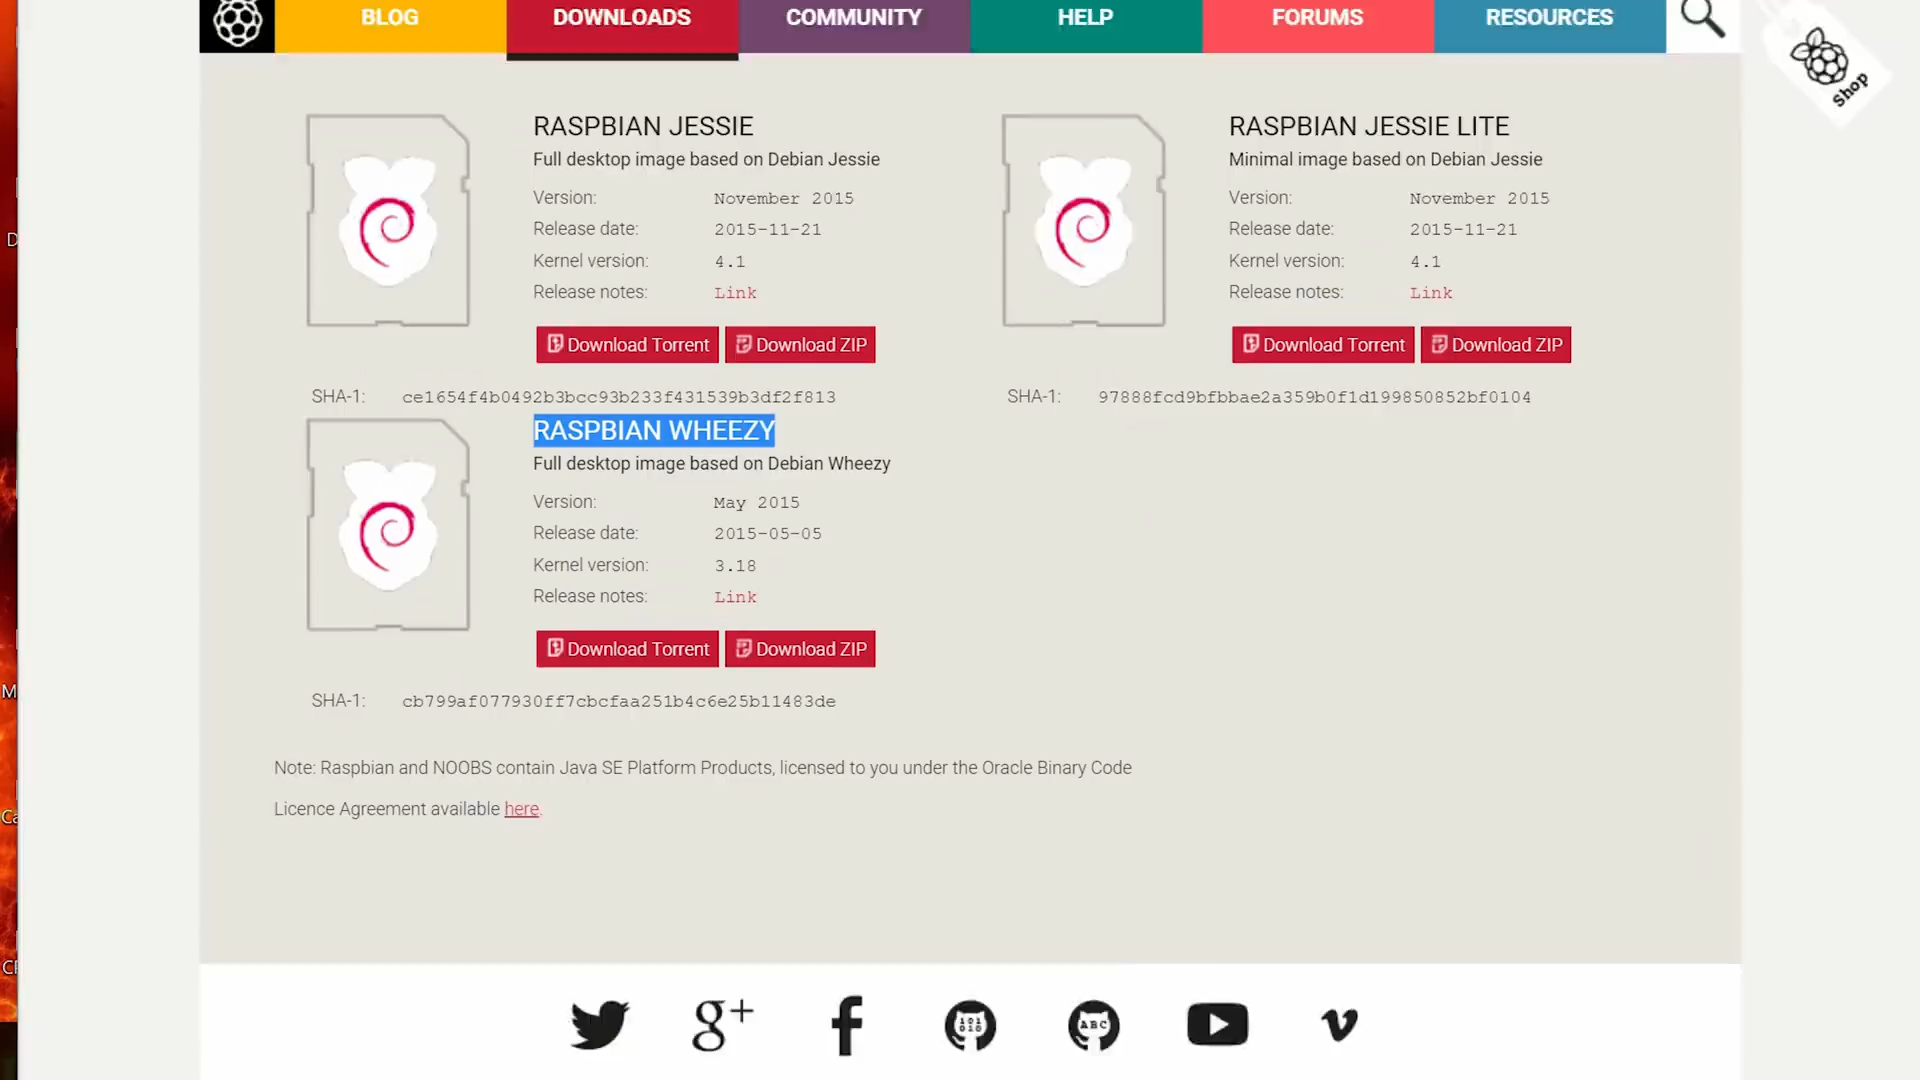 BLOG
DOWNLOADS
COMMUNITY
HELP
FORUMS
RESOURCES
Shop
RASPBIAN JESSIE
Full desktop image based on Debian Jessie
Version: November 2015
Release date: 2015-11-21
Kernel version: 4.1
Release notes: Link
Download Torrent
Download ZIP
SHA-1: ce1654f4b0492b3bcc93b233f431539b3df2f813
RASPBIAN JESSIE LITE
Minimal image based on Debian Jessie
Version: November 2015
Release date: 2015-11-21
Kernel version: 4.1
Release notes: Link
Download Torrent
Download ZIP
SHA-1: 97888fcd9bfbbae2a359b0f1d199850852bf0104
RASPBIAN WHEEZY
Full desktop image based on Debian Wheezy
Version: May 2015
Release date: 2015-05-05
Kernel version: 3.18
Release notes: Link
Download Torrent
Download ZIP
SHA-1: cb799af077930ff7cbcfaa251b4c6e25b11483de
Note: Raspbian and NOOBS contain Java SE Platform Products, licensed to you under the Oracle Binary Code
Licence Agreement available here.
D
M
Ca
g+
f
101
010
ABC